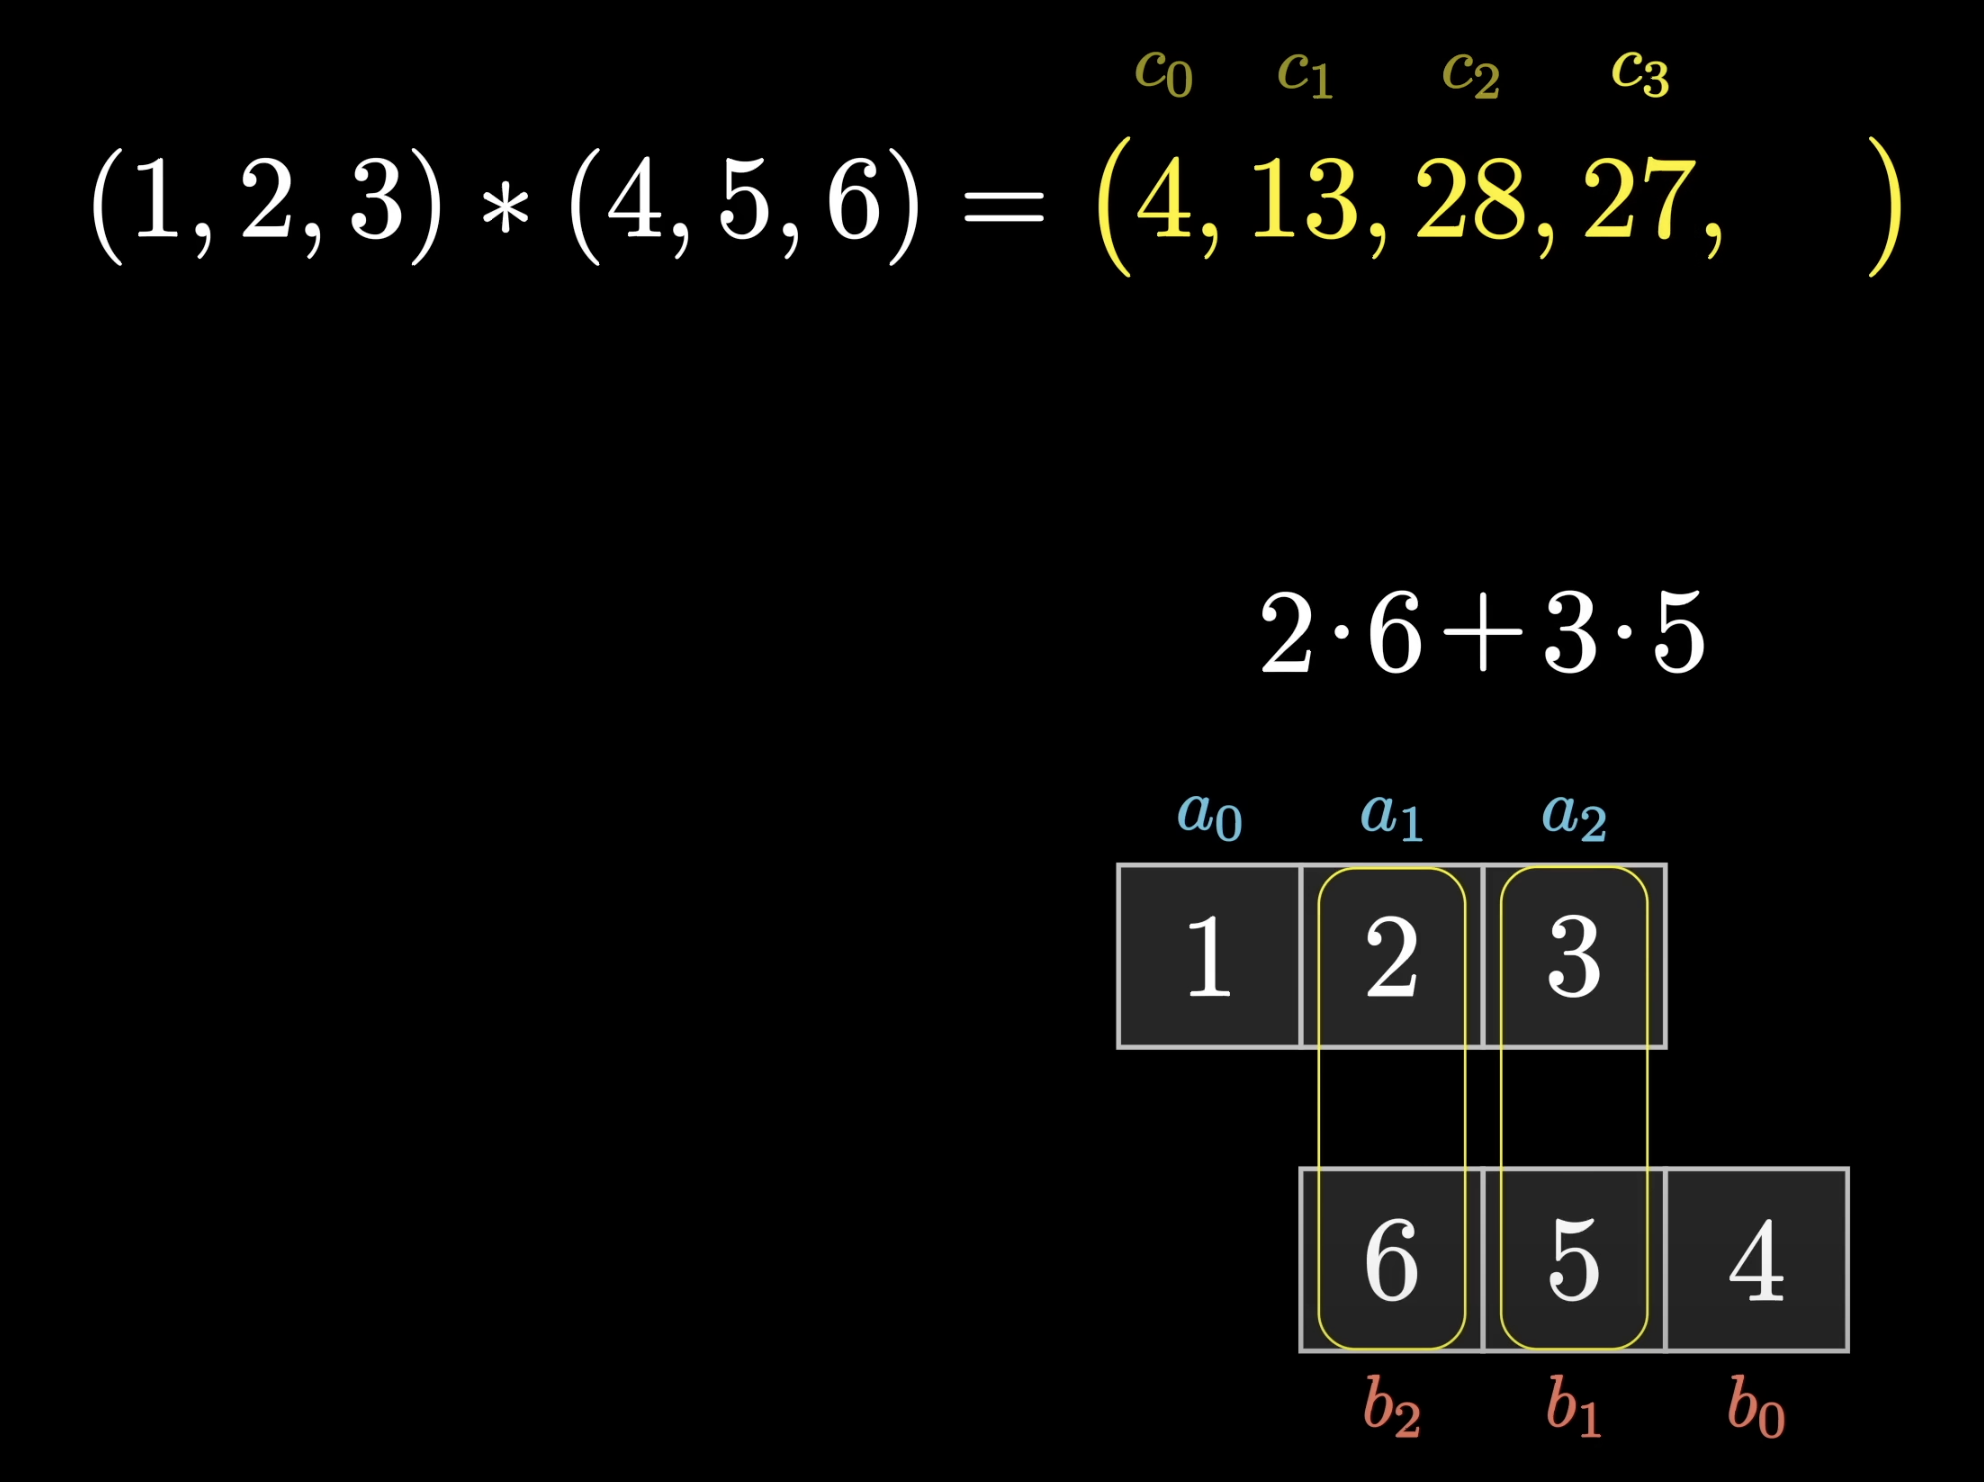 c₀ c₁ c₂ c₃
(1, 2, 3) * (4, 5, 6) = (4, 13, 28, 27, )
2·6+3·5
a₀ a₁ a₂
1 2 3
6 5 4
b₂ b₁ b₀